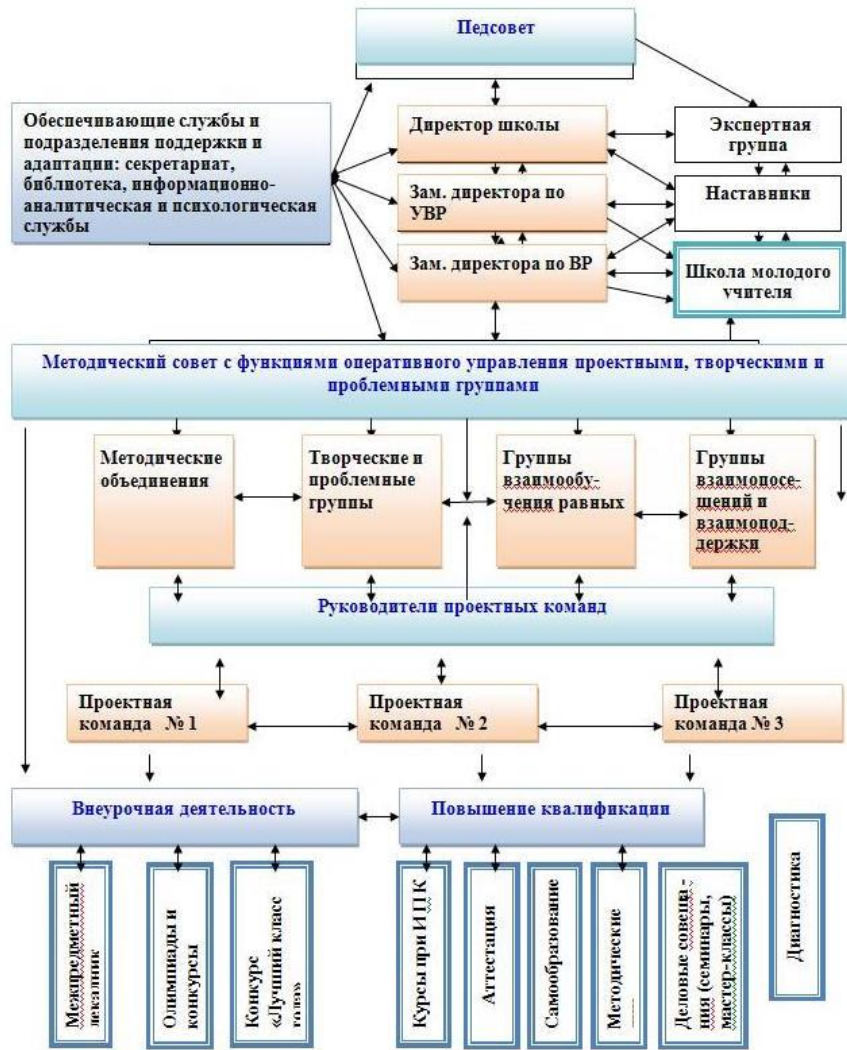 Педсовет
Обеспечивающие службы и
подразделения поддержки и
адаптации: секретариат,
библиотека, информационно-
аналитическая и психологическая
службы
Директор школы
Экспертная
группа
Зам. директора по
УВР
Наставники
Зам. директора по ВР
Школа молодого
учителя
Методический совет с функциями оперативного управления проектными, творческими и
проблемными группами
Методические
объединения
Творческие и
проблемные
группы
Группы
взаимообу-
чения равных
Группы
взаимопосе-
щений и
взаимопод-
держки
Руководители проектных команд
Проектная
команда № 1
Проектная
команда № 2
Проектная
команда № 3
Внеурочная деятельность
Повышение квалификации
Межпредметный
декадник
Олимпиады и
конкурсы
Конкурс
«Лучший класс
года»
Курсы при ИПК
Аттестация
Самообразование
Методические
Деловые совеща -
ния (семинары,
мастер-классы)
Диагностика